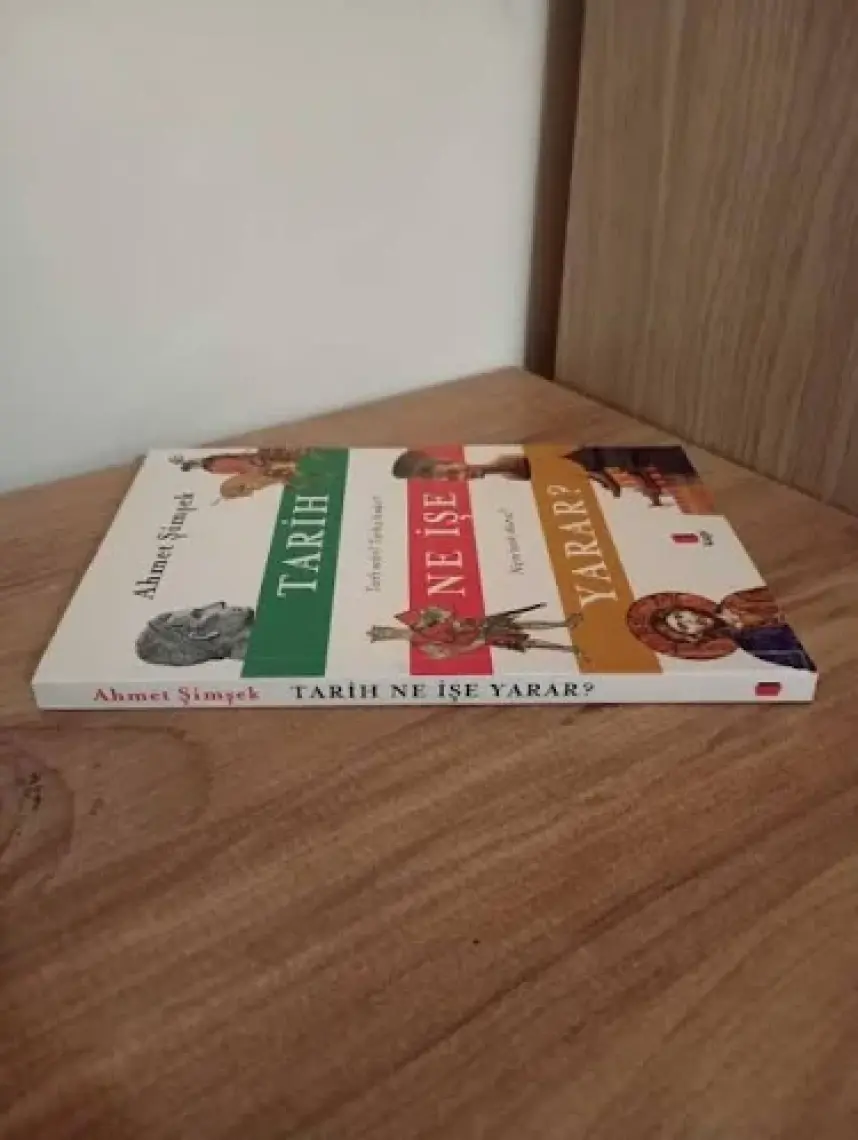 Ahmet Şimşek
TARİH
NE İŞE
YARAR?
Ahmet Şimşek TARİH NE İŞE YARAR?